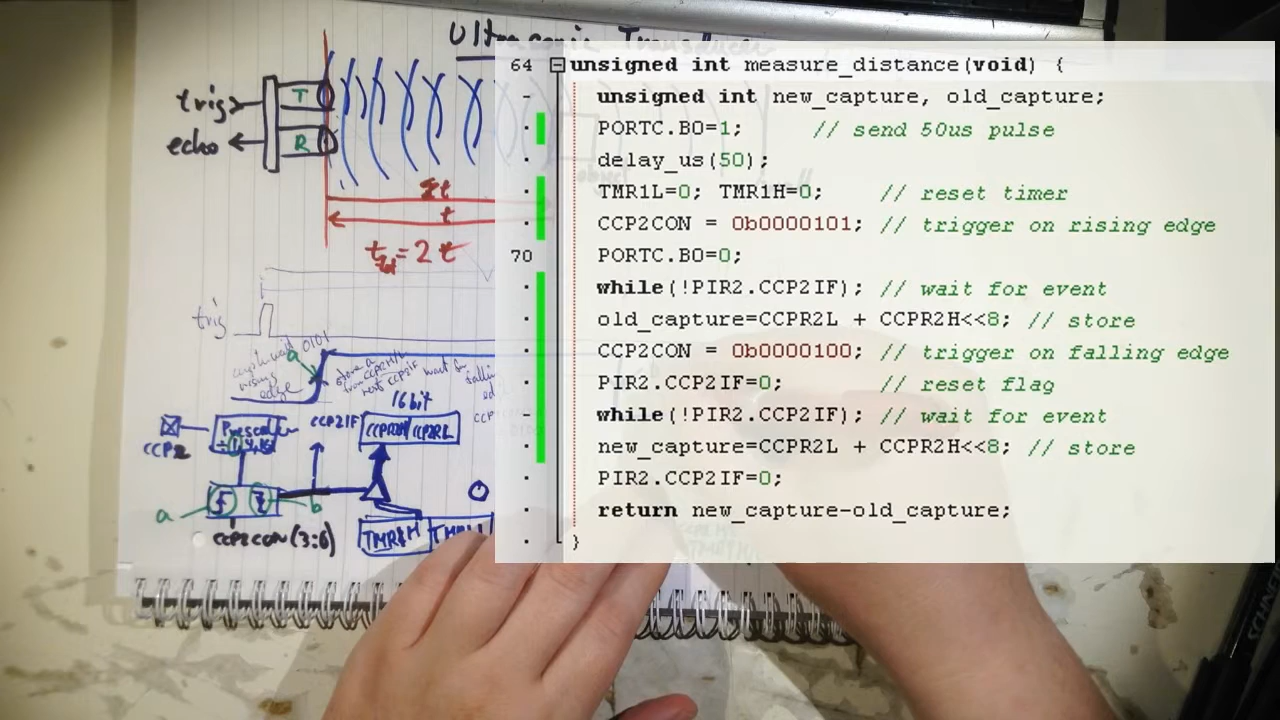 Ultrasonic Transducer
trig
echo
T
R
2t
t
t_tot = 2t
trig
0101
rising
edge
a
16 bit
CCP2IF
Prescaler
CCP2
a
b
CCP2CON (3:0)
TMR1H
64 unsigned int measure_distance(void) {
unsigned int new_capture, old_capture;
PORTC.B0=1; // send 50us pulse
delay_us(50);
TMR1L=0; TMR1H=0; // reset timer
CCP2CON = 0b0000101; // trigger on rising edge
70 PORTC.B0=0;
while(!PIR2.CCP2IF); // wait for event
old_capture=CCPR2L + CCPR2H<<8; // store
CCP2CON = 0b0000100; // trigger on falling edge
PIR2.CCP2IF=0; // reset flag
while(!PIR2.CCP2IF); // wait for event
new_capture=CCPR2L + CCPR2H<<8; // store
PIR2.CCP2IF=0;
return new_capture-old_capture;
}